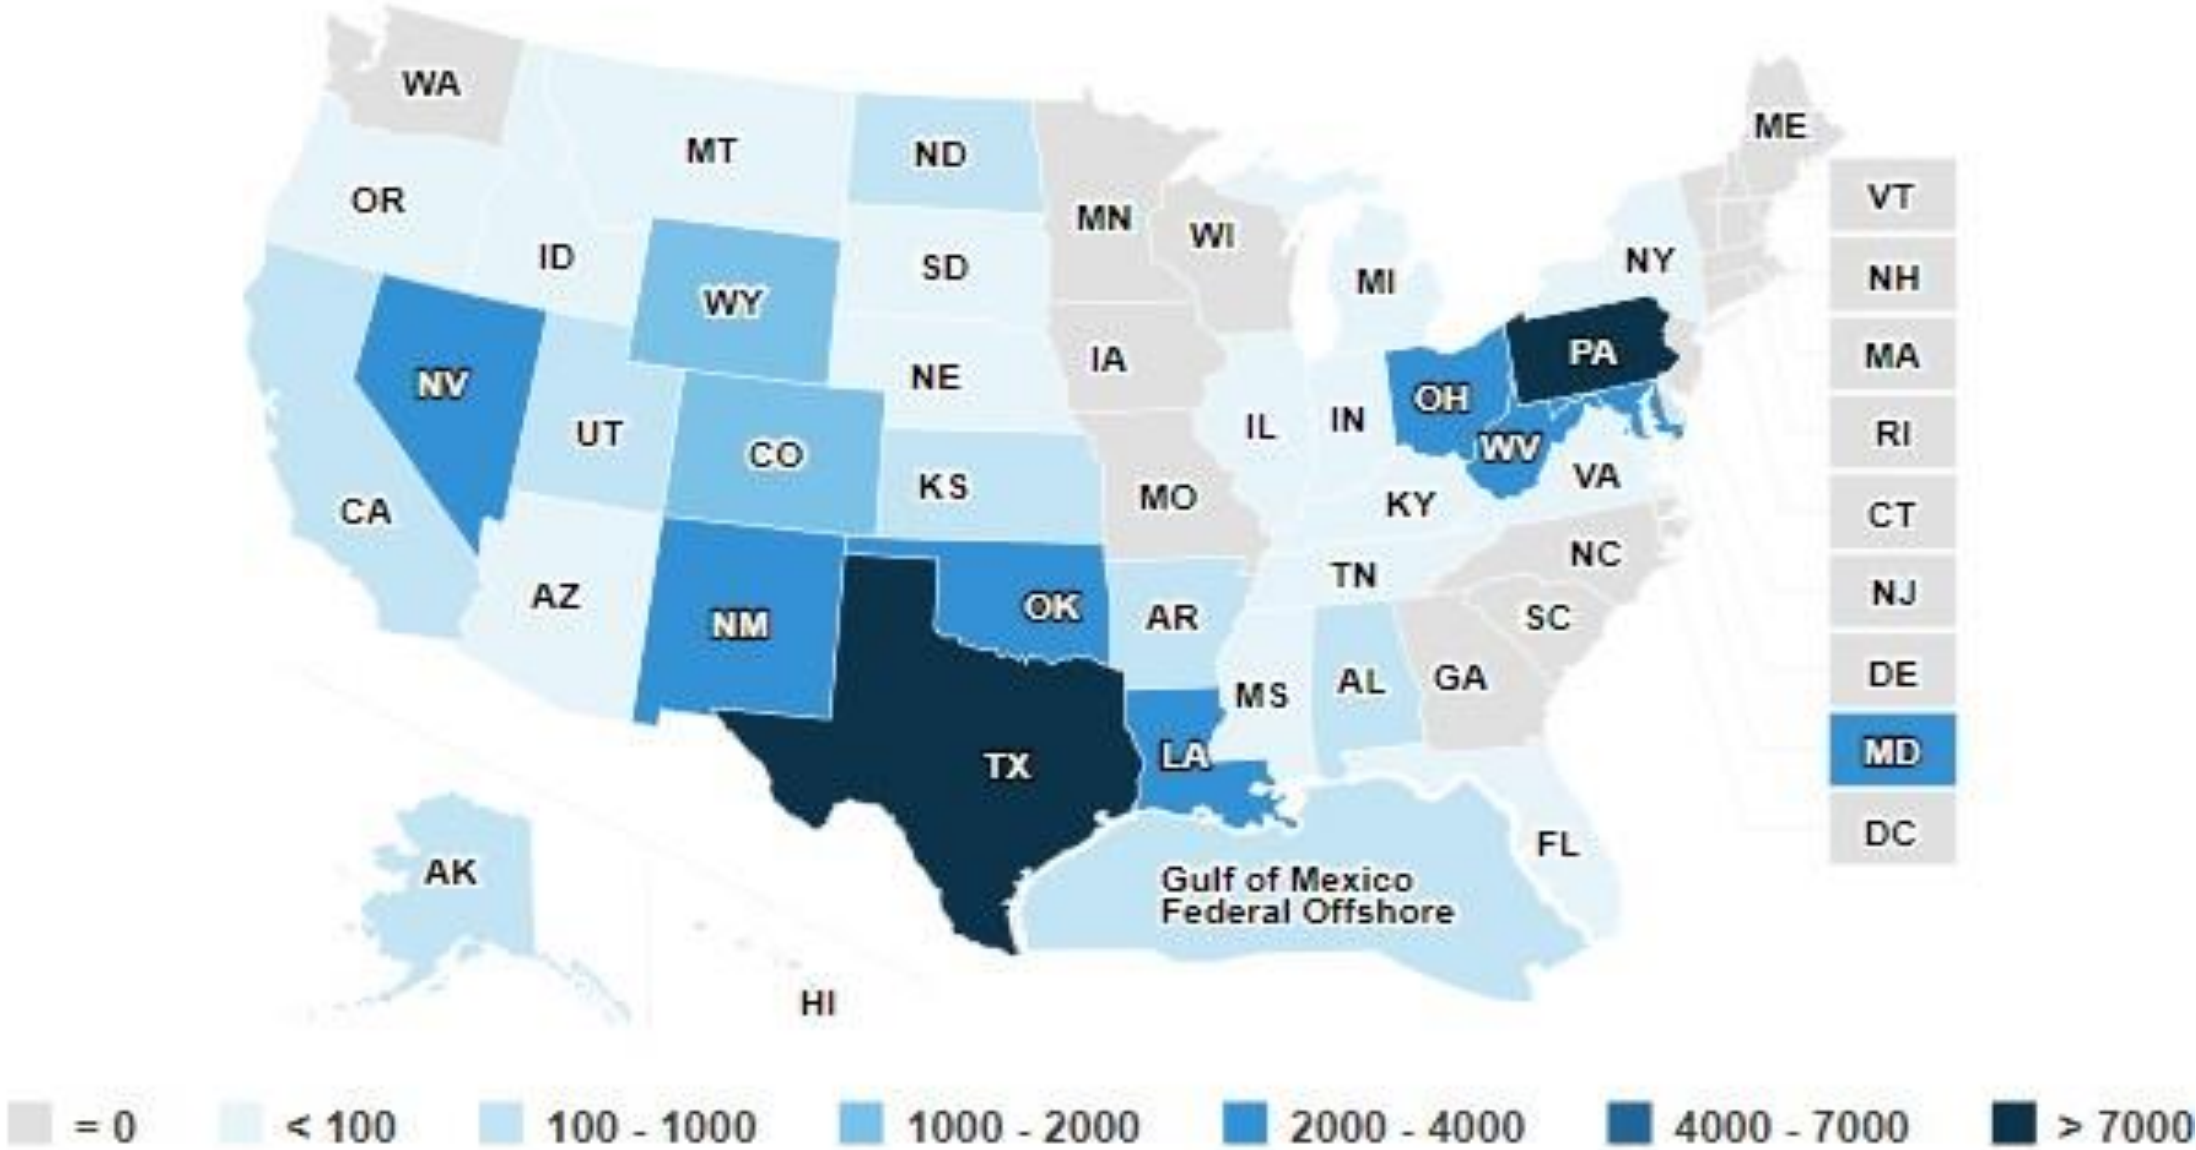 WA
ME
MT
ND
VT
OR
MN
WI
NY
ID
SD
MI
NH
WY
PA
MA
IA
NE
NV
OH
UT
CO
IL
IN
RI
WV
VA
KS
MO
KY
CA
CT
NC
TN
AZ
OK
NJ
NM
AR
SC
MS
AL
GA
DE
TX
LA
MD
FL
DC
AK
Gulf of Mexico
Federal Offshore
HI
= 0 < 100 100 - 1000 1000 - 2000 2000 - 4000 4000 - 7000 > 7000